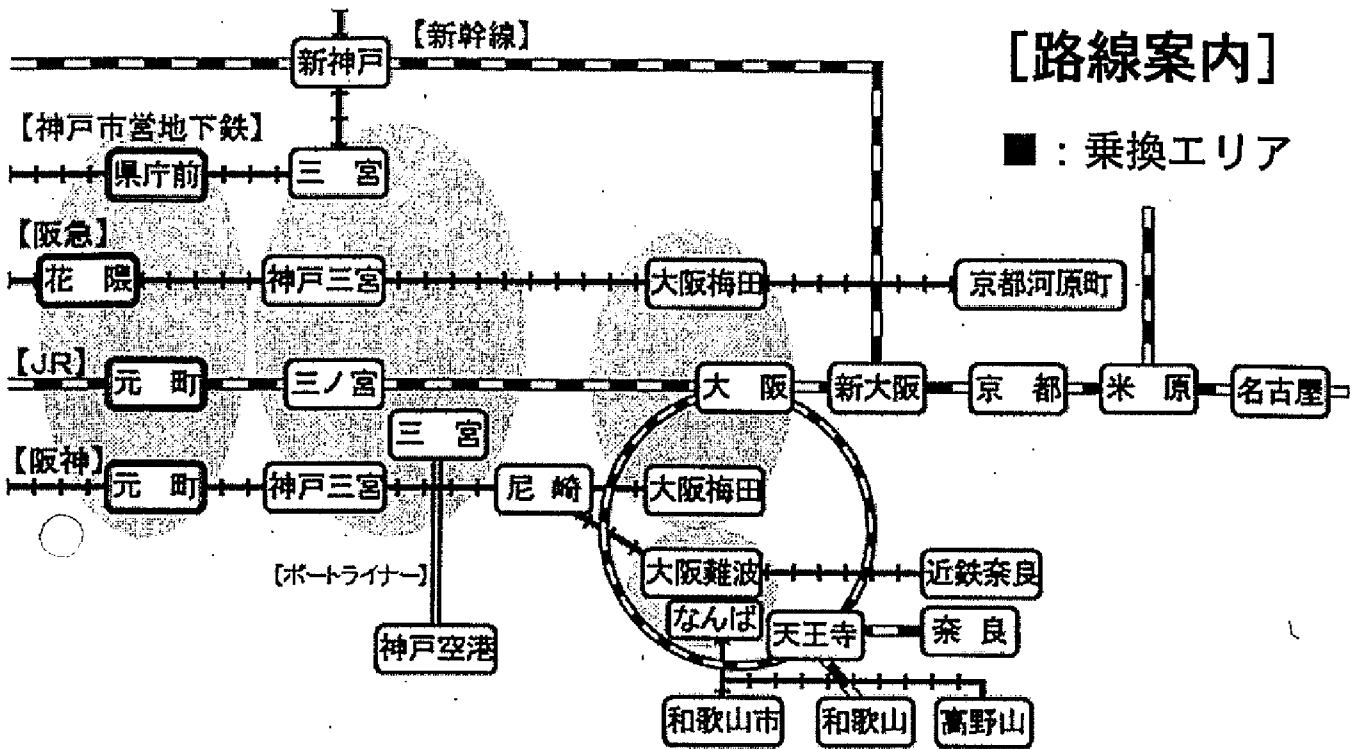 【新幹線】
[路線案内]
新神戸
【神戸市営地下鉄】
■：乗換エリア
県庁前
三 宮
【阪急】
花 隈
神戸三宮
大阪梅田
京都河原町
【JR】
元 町
三ノ宮
大 阪
新大阪
京 都
米 原
名古屋
三 宮
【阪神】
元 町
神戸三宮
尼 崎
大阪梅田
【ポートライナー】
大阪難波
近鉄奈良
なんば
天王寺
奈 良
神戸空港
和歌山市
和歌山
高野山